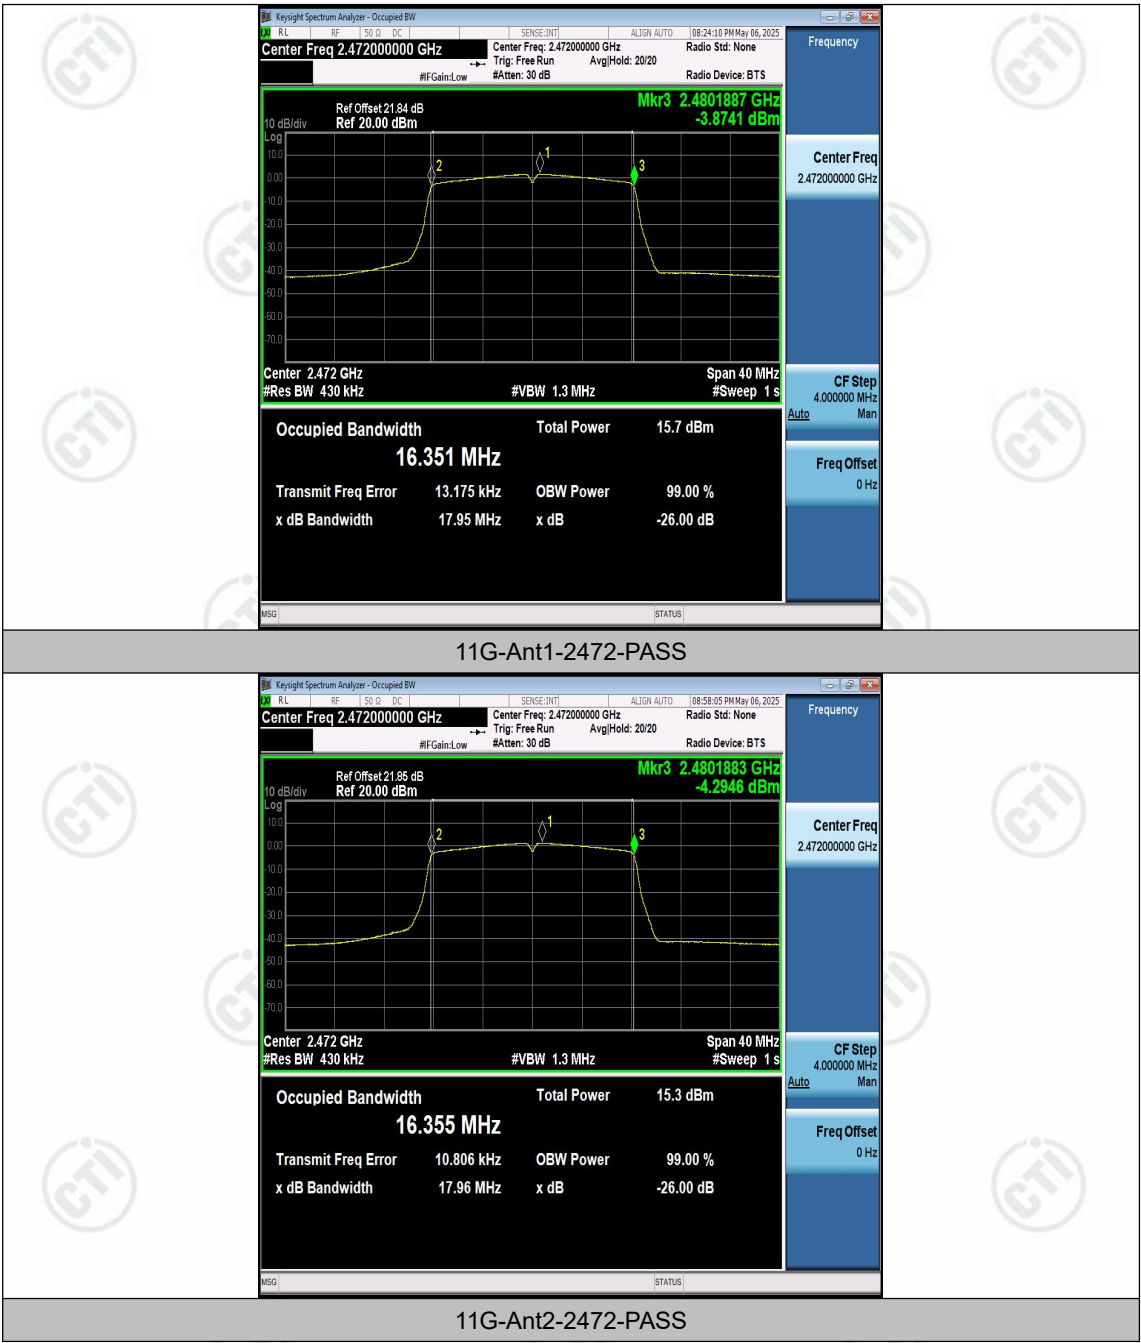 Keysight Spectrum Analyzer - Occupied BW
RL RF 50 Ω DC SENSE:INT ALIGN AUTO 08:24:10 PM May 06, 2025
Center Freq 2.472000000 GHz
Center Freq: 2.472000000 GHz Radio Std: None
Trig: Free Run Avg|Hold: 20/20
#IFGain:Low #Atten: 30 dB Radio Device: BTS
Frequency
Mkr3 2.4801887 GHz
-3.8741 dBm
Ref Offset 21.84 dB
10 dB/div Ref 20.00 dBm
Log
10.0
0.00
-10.0
-20.0
-30.0
-40.0
-50.0
-60.0
-70.0
2 1 3
Center Freq
2.472000000 GHz
Center 2.472 GHz Span 40 MHz
#Res BW 430 kHz #VBW 1.3 MHz #Sweep 1 s
CF Step
4.000000 MHz
Auto Man
Occupied Bandwidth Total Power 15.7 dBm
16.351 MHz
Freq Offset
0 Hz
Transmit Freq Error 13.175 kHz OBW Power 99.00 %
x dB Bandwidth 17.95 MHz x dB -26.00 dB
MSG STATUS
11G-Ant1-2472-PASS
Keysight Spectrum Analyzer - Occupied BW
RL RF 50 Ω DC SENSE:INT ALIGN AUTO 08:58:05 PM May 06, 2025
Center Freq 2.472000000 GHz
Center Freq: 2.472000000 GHz Radio Std: None
Trig: Free Run Avg|Hold: 20/20
#IFGain:Low #Atten: 30 dB Radio Device: BTS
Frequency
Mkr3 2.4801883 GHz
-4.2946 dBm
Ref Offset 21.85 dB
10 dB/div Ref 20.00 dBm
Log
10.0
0.00
-10.0
-20.0
-30.0
-40.0
-50.0
-60.0
-70.0
2 1 3
Center Freq
2.472000000 GHz
Center 2.472 GHz Span 40 MHz
#Res BW 430 kHz #VBW 1.3 MHz #Sweep 1 s
CF Step
4.000000 MHz
Auto Man
Occupied Bandwidth Total Power 15.3 dBm
16.355 MHz
Freq Offset
0 Hz
Transmit Freq Error 10.806 kHz OBW Power 99.00 %
x dB Bandwidth 17.96 MHz x dB -26.00 dB
MSG STATUS
11G-Ant2-2472-PASS
CTI
CTI
CTI
CTI
CTI
CTI
CTI
CTI
CTI
CTI
CTI
CTI
CTI
CTI